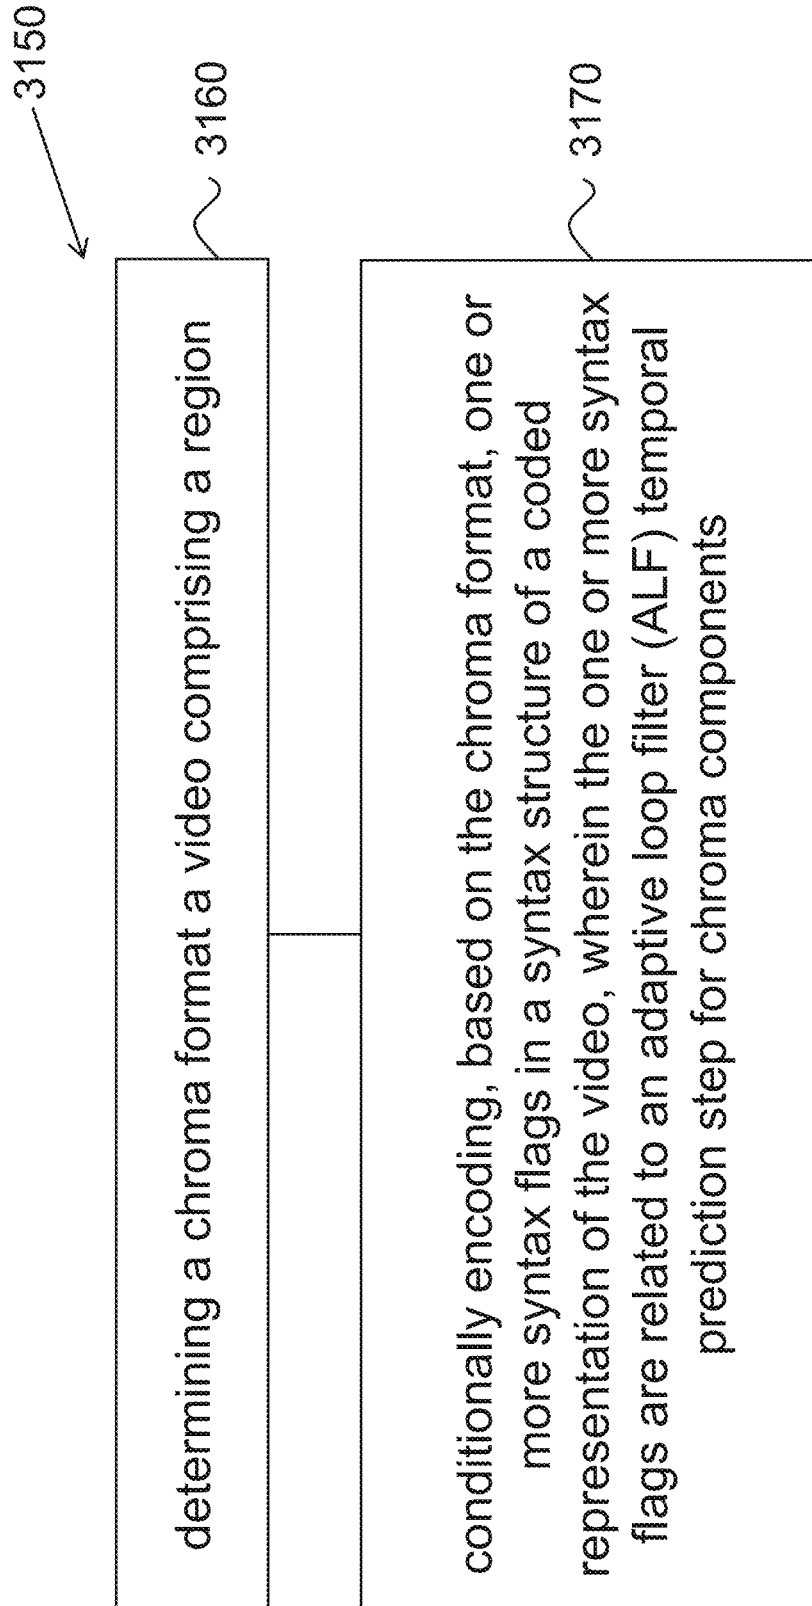 3150
3160
determining a chroma format a video comprising a region
3170
conditionally encoding, based on the chroma format, one or
more syntax flags in a syntax structure of a coded
representation of the video, wherein the one or more syntax
flags are related to an adaptive loop filter (ALF) temporal
prediction step for chroma components